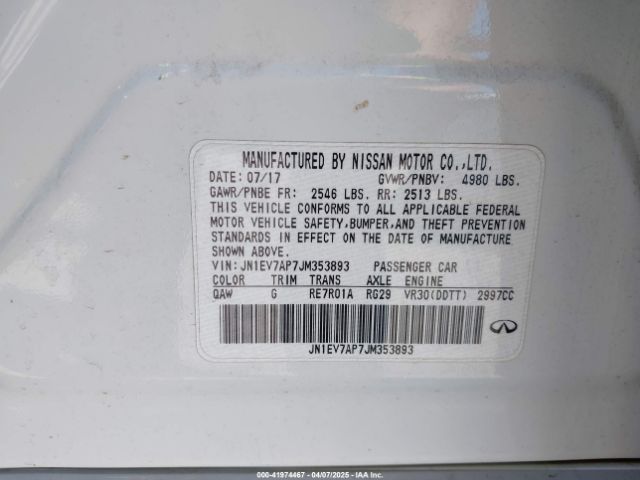 MANUFACTURED BY NISSAN MOTOR CO.,LTD.
DATE: 07/17 GVWR/PNBV: 4980 LBS.
GAWR/PNBE FR: 2546 LBS. RR: 2513 LBS.
THIS VEHICLE CONFORMS TO ALL APPLICABLE FEDERAL
MOTOR VEHICLE SAFETY,BUMPER,AND THEFT PREVENTION
STANDARDS IN EFFECT ON THE DATE OF MANUFACTURE
SHOWN ABOVE.
VIN:JN1EV7AP7JM353893 PASSENGER CAR
COLOR TRIM TRANS AXLE ENGINE
QAW G RE7R01A RG29 VR30(DDTT) 2997CC
JN1EV7AP7JM353893
INFINITI
000-41974467 - 04/07/2025 - IAA Inc.